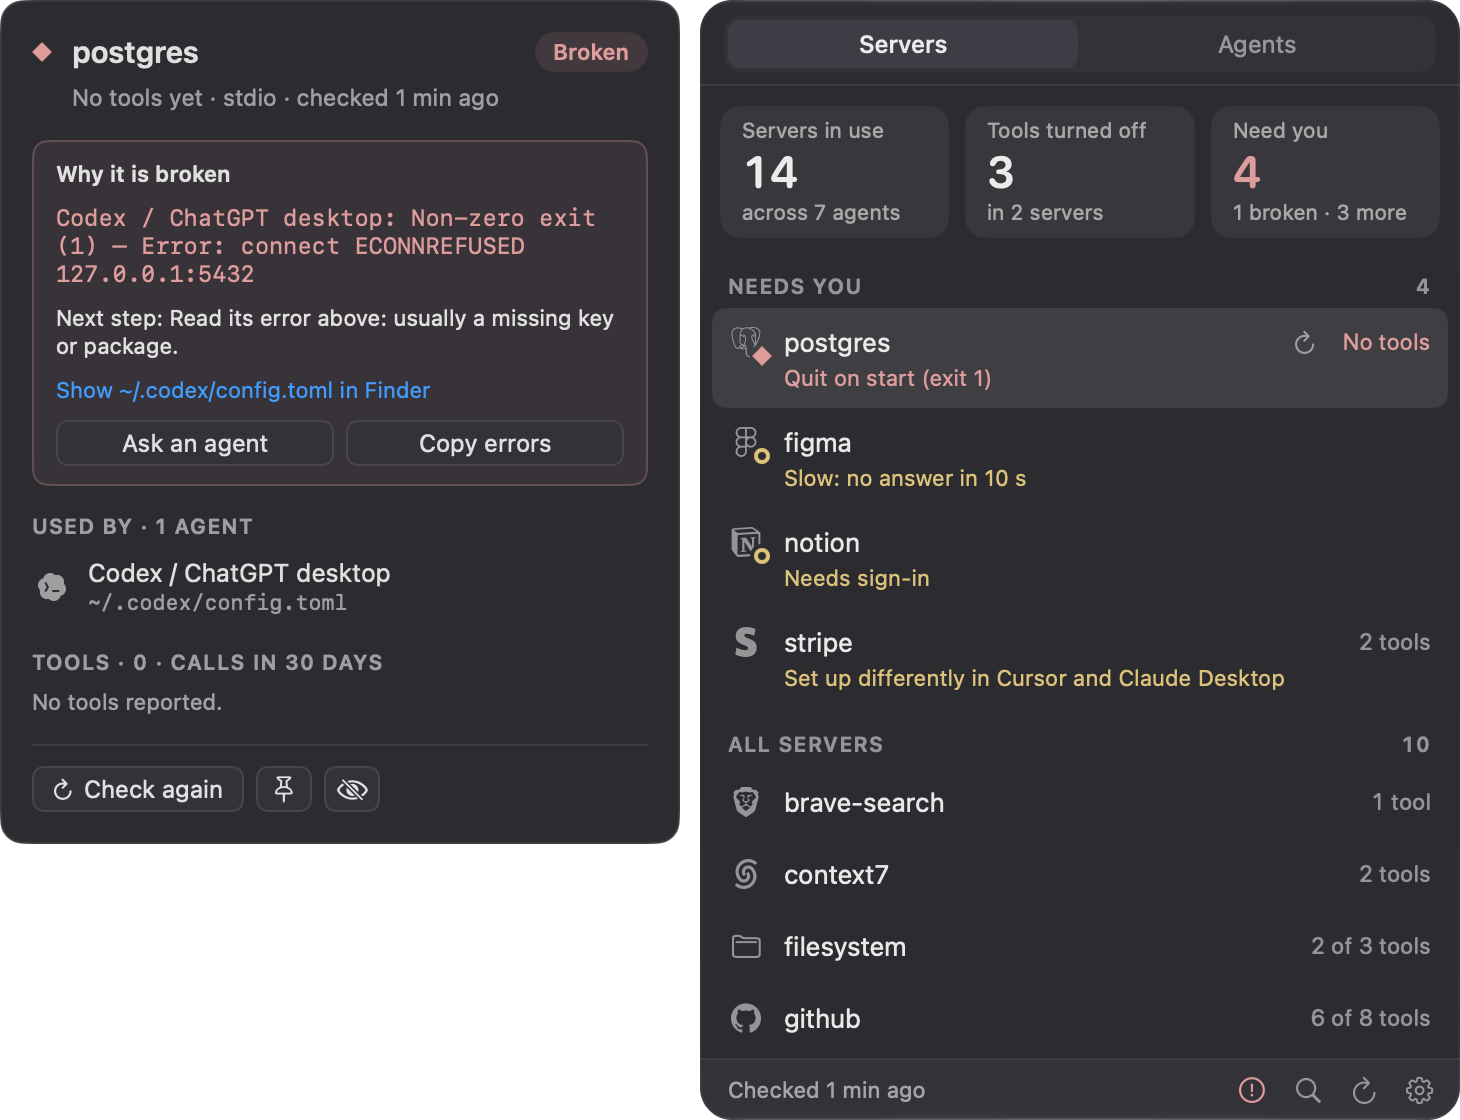 postgres
Broken
No tools yet · stdio · checked 1 min ago
Why it is broken
Codex / ChatGPT desktop: Non-zero exit
(1) — Error: connect ECONNREFUSED
127.0.0.1:5432
Next step: Read its error above: usually a missing key
or package.
Show ~/.codex/config.toml in Finder
Ask an agent
Copy errors
USED BY · 1 AGENT
Codex / ChatGPT desktop
~/.codex/config.toml
TOOLS · 0 · CALLS IN 30 DAYS
No tools reported.
Check again
Servers
Agents
Servers in use
14
across 7 agents
Tools turned off
3
in 2 servers
Need you
4
1 broken · 3 more
NEEDS YOU
4
postgres
No tools
Quit on start (exit 1)
figma
Slow: no answer in 10 s
notion
Needs sign-in
stripe
2 tools
Set up differently in Cursor and Claude Desktop
ALL SERVERS
10
brave-search
1 tool
context7
2 tools
filesystem
2 of 3 tools
github
6 of 8 tools
Checked 1 min ago